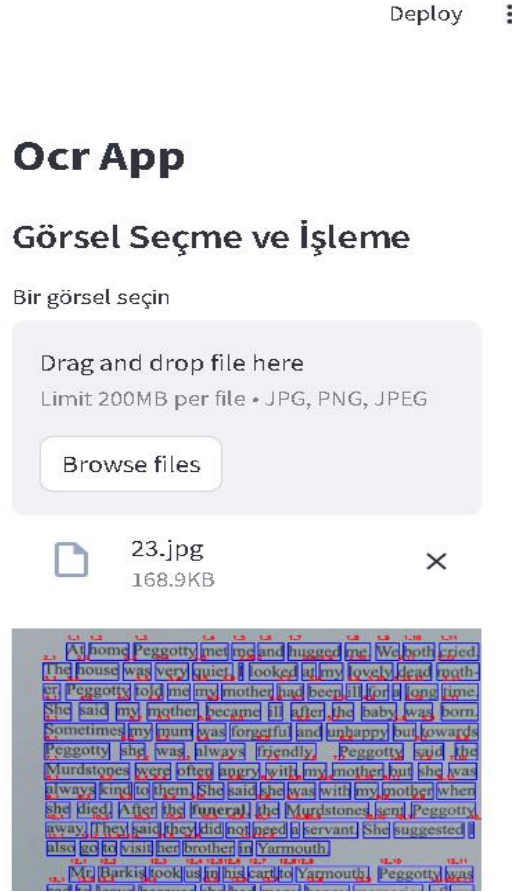 Deploy
Ocr App
Görsel Seçme ve İşleme
Bir görsel seçin
Drag and drop file here
Limit 200MB per file • JPG, PNG, JPEG
Browse files
23.jpg
168.9KB
At home Peggotty met me and hugged me. We both cried.
The house was very quiet. I looked at my lovely dead moth-
er. Peggotty told me my mother had been ill for a long time.
She said my mother became ill after the baby was born.
Sometimes my mum was forgetful and unhappy but towards
Peggotty she was always friendly. Peggotty said the
Murdstones were often angry with my mother but she was
always kind to them. She said she was with my mother when
she died. After the funeral, the Murdstones sent Peggotty
away. They said they did not need a servant. She suggested I
also go to visit her brother in Yarmouth.
Mr. Barkis took us in his cart to Yarmouth. Peggotty was